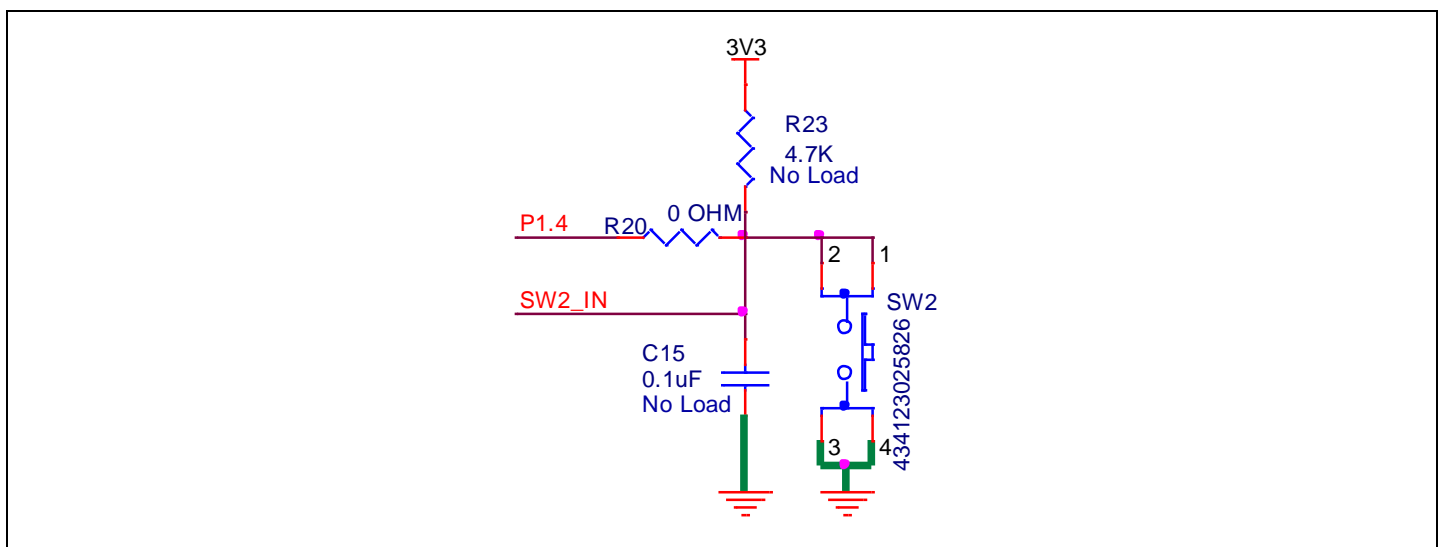 3V3
R23
4.7K
No Load
0 OHM
P1.4
R20
2
1
SW2_IN
SW2
434123025826
C15
0.1uF
No Load
3
4